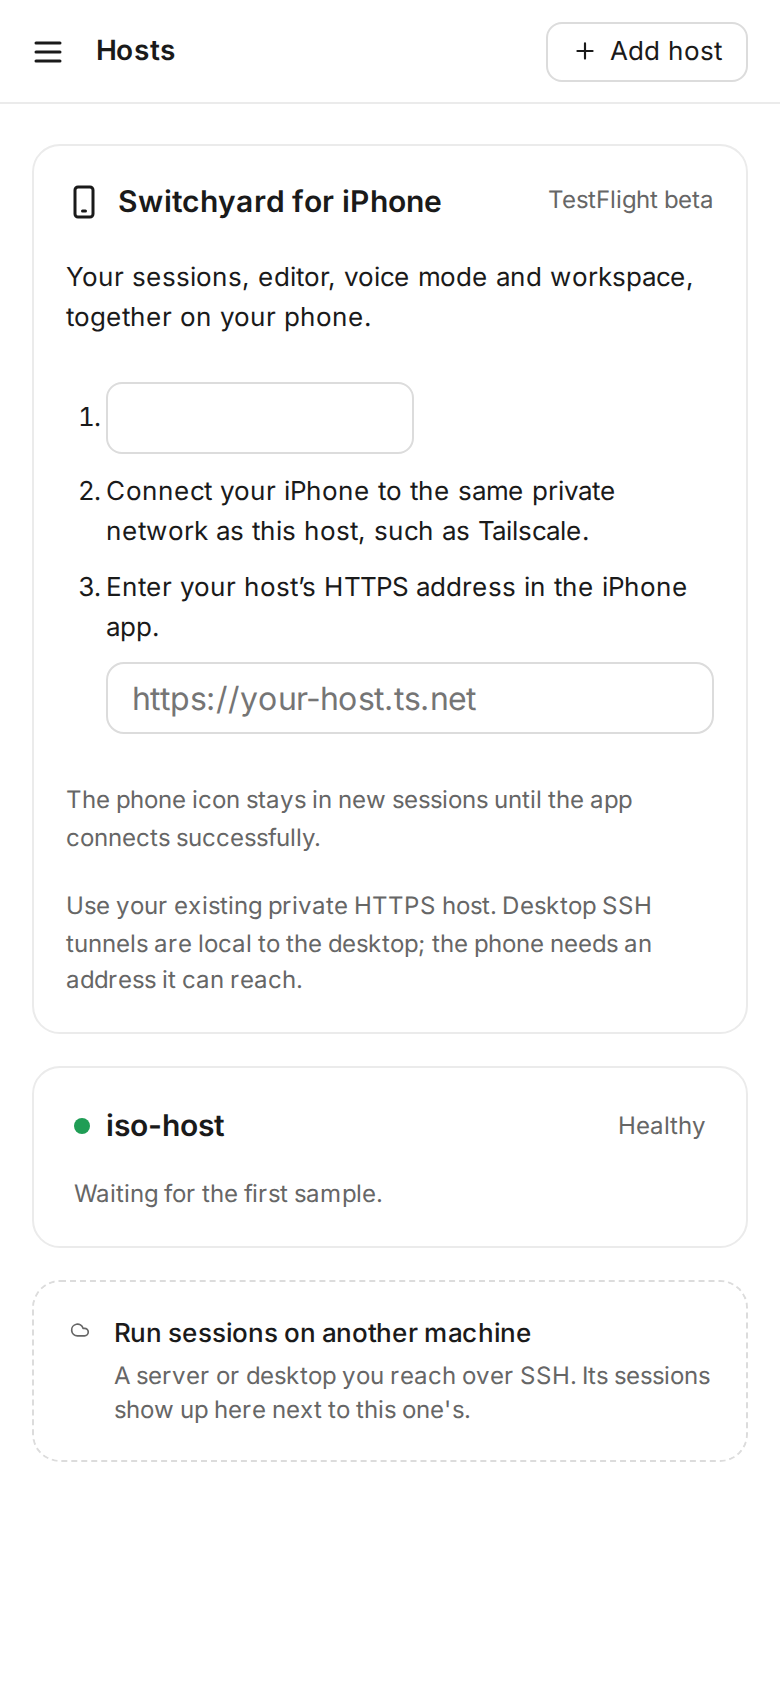 Hosts
Add host
Switchyard for iPhone
TestFlight beta
Your sessions, editor, voice mode and workspace,
together on your phone.
1.
2. Connect your iPhone to the same private
network as this host, such as Tailscale.
3. Enter your host’s HTTPS address in the iPhone
app.
https://your-host.ts.net
The phone icon stays in new sessions until the app
connects successfully.
Use your existing private HTTPS host. Desktop SSH
tunnels are local to the desktop; the phone needs an
address it can reach.
iso-host
Healthy
Waiting for the first sample.
Run sessions on another machine
A server or desktop you reach over SSH. Its sessions
show up here next to this one's.